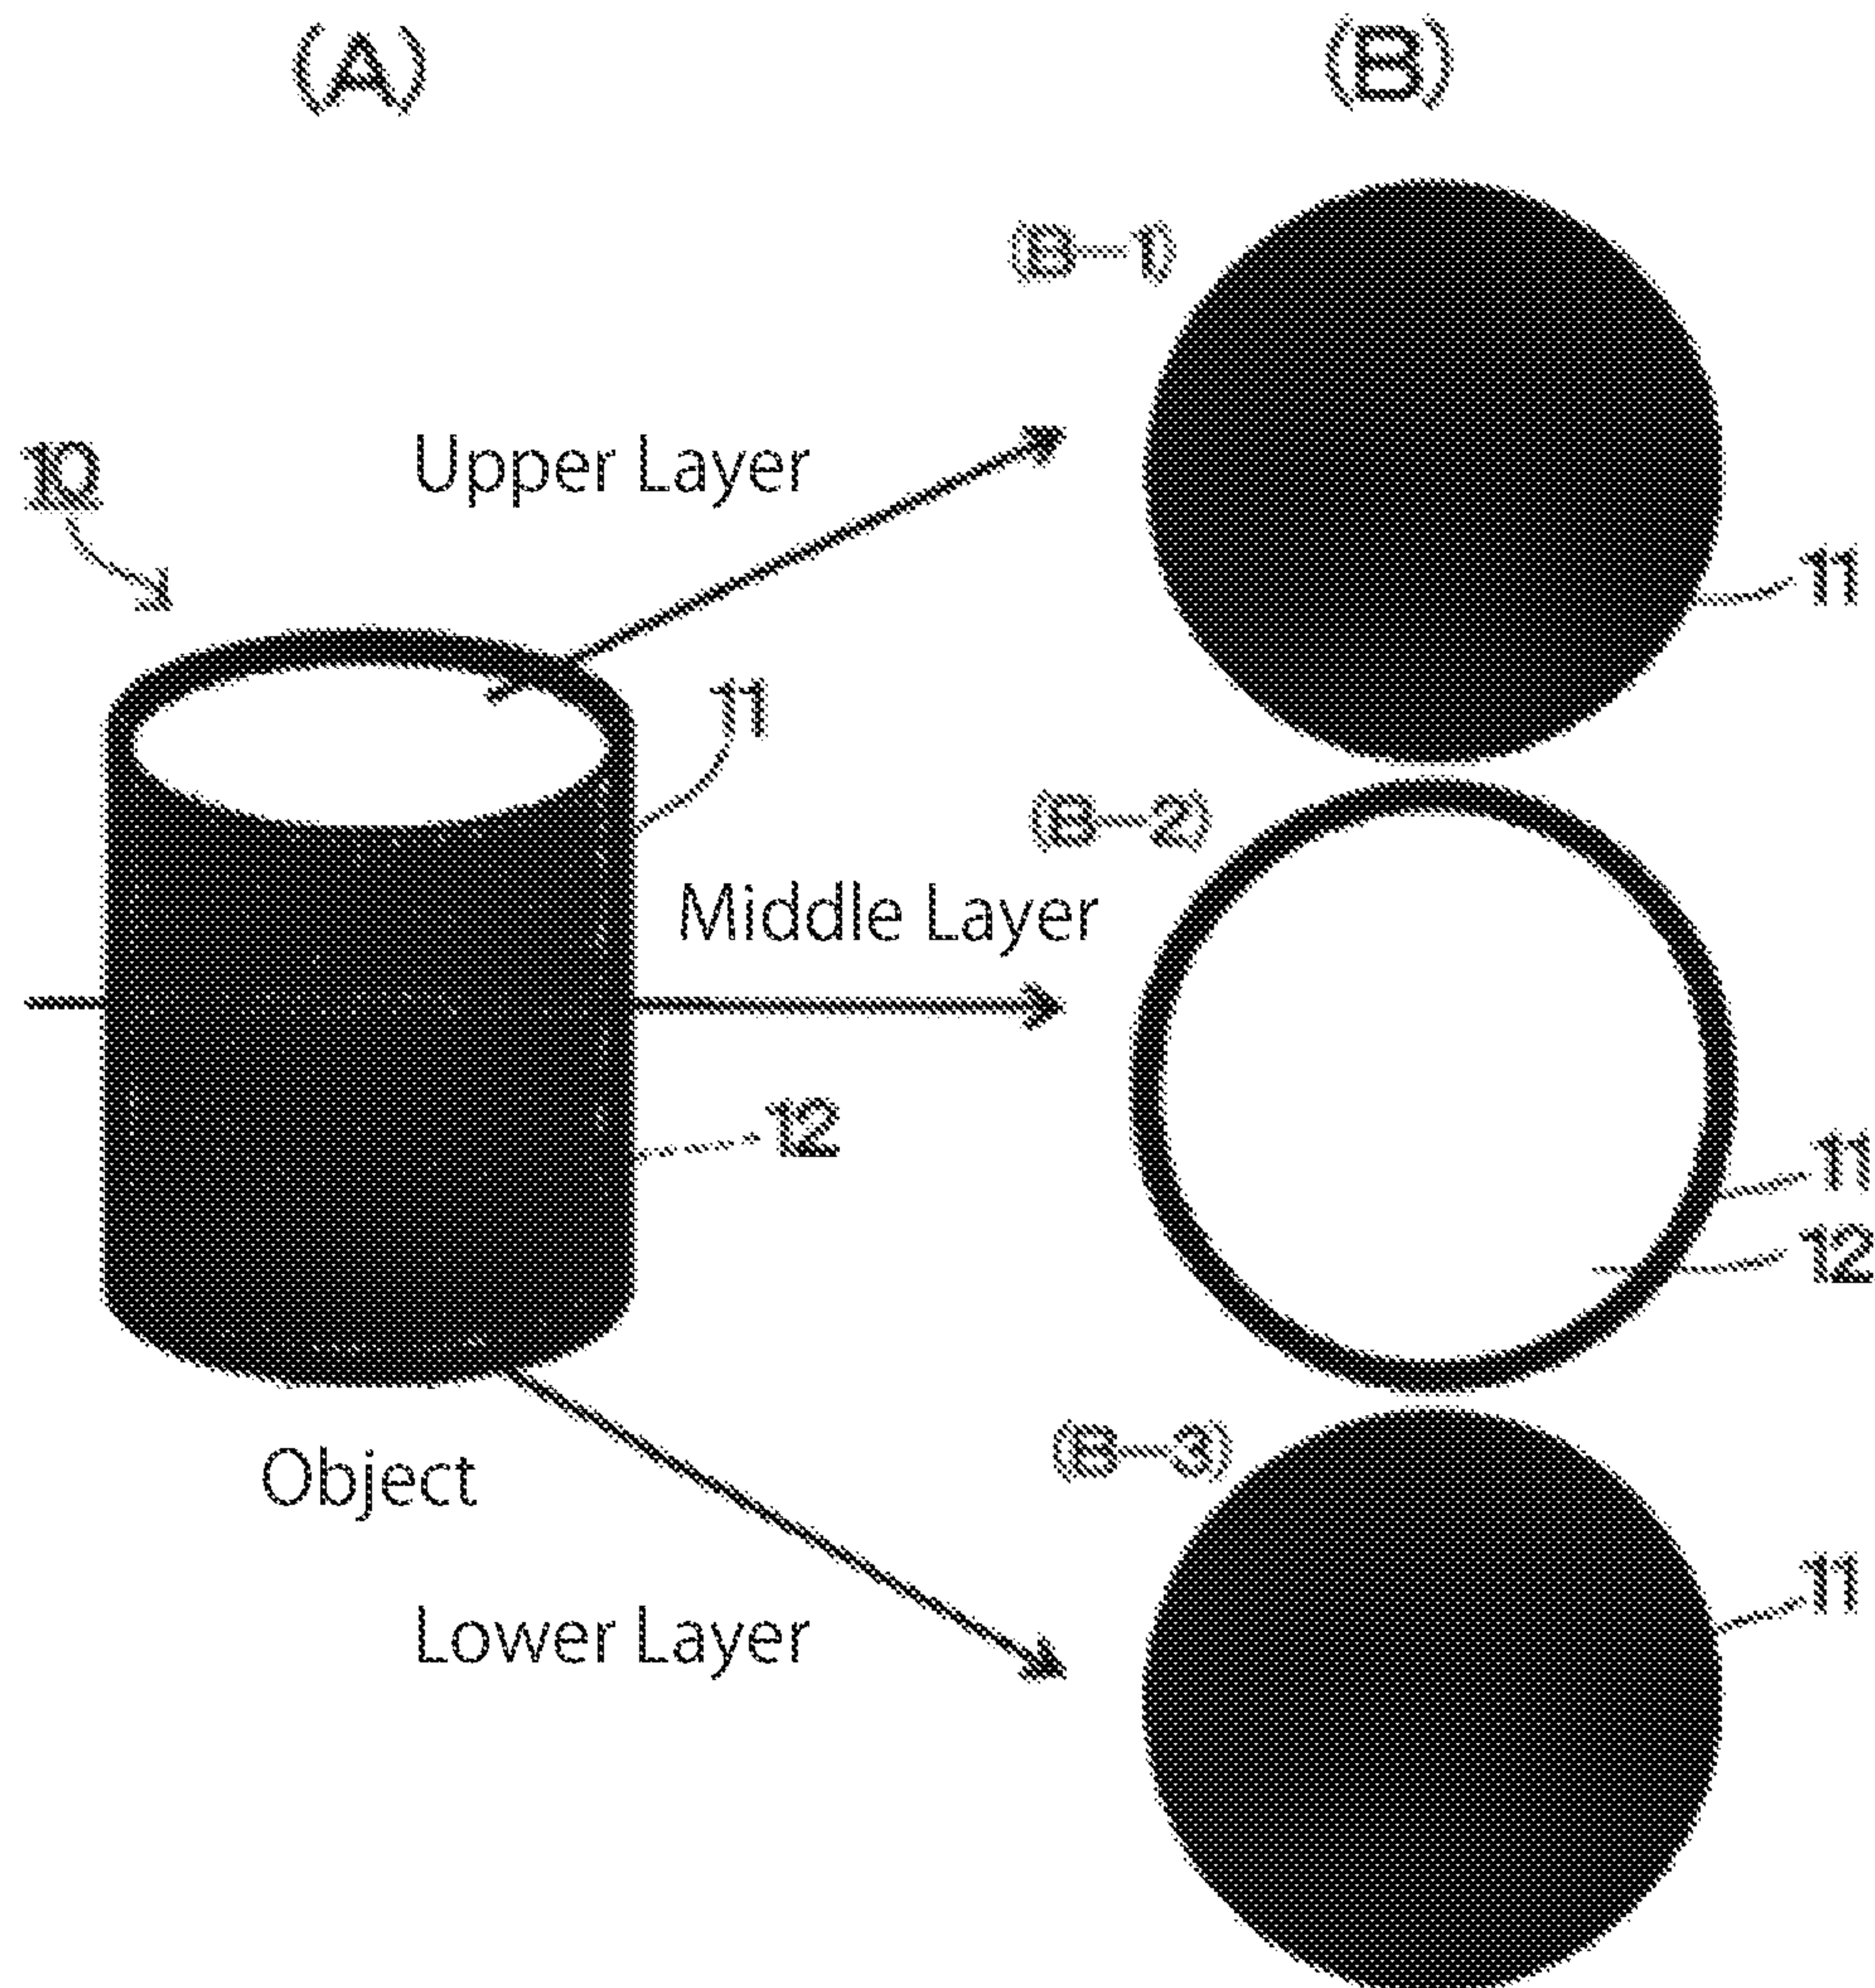 (A)
(B)
(B-1)
Upper Layer
10
11
11
(B-2)
Middle Layer
12
11
12
(B-3)
Object
11
Lower Layer